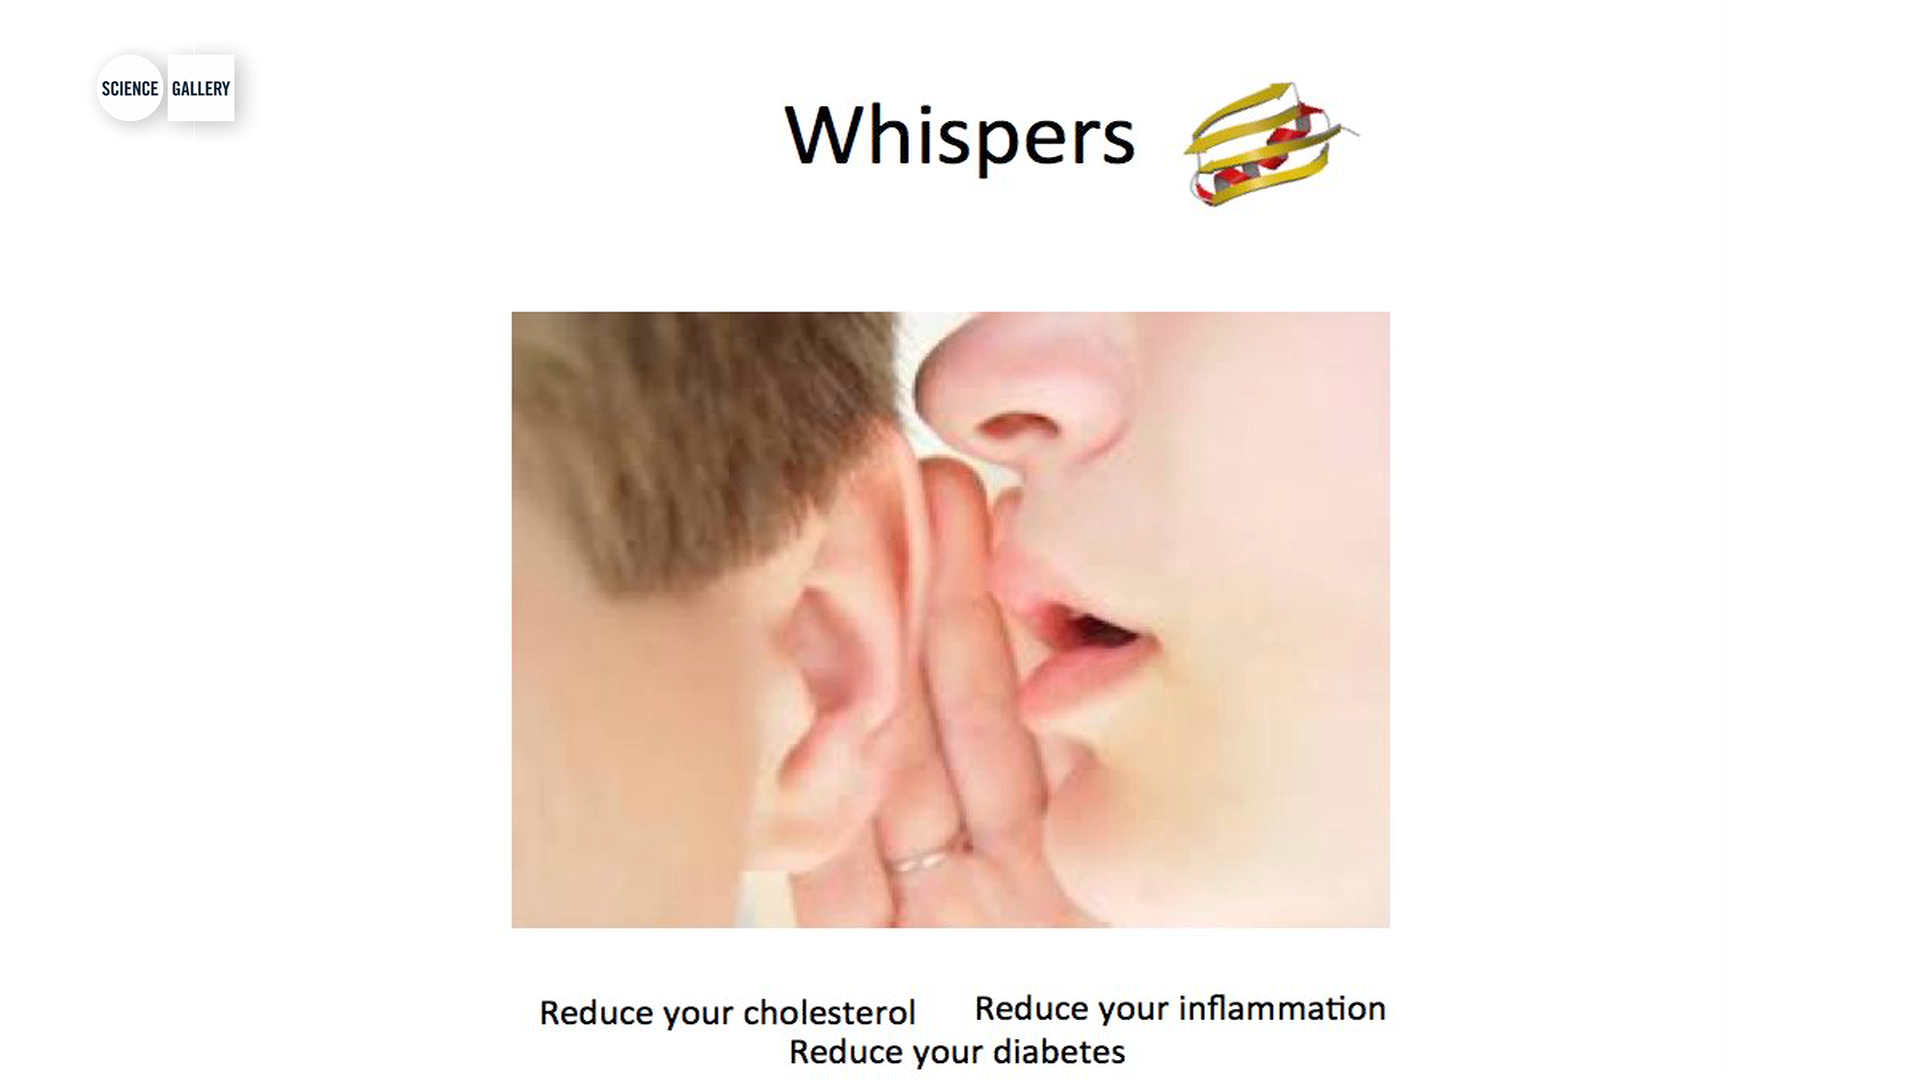 SCIENCE GALLERY
Whispers
Reduce your cholesterol
Reduce your inflammation
Reduce your diabetes